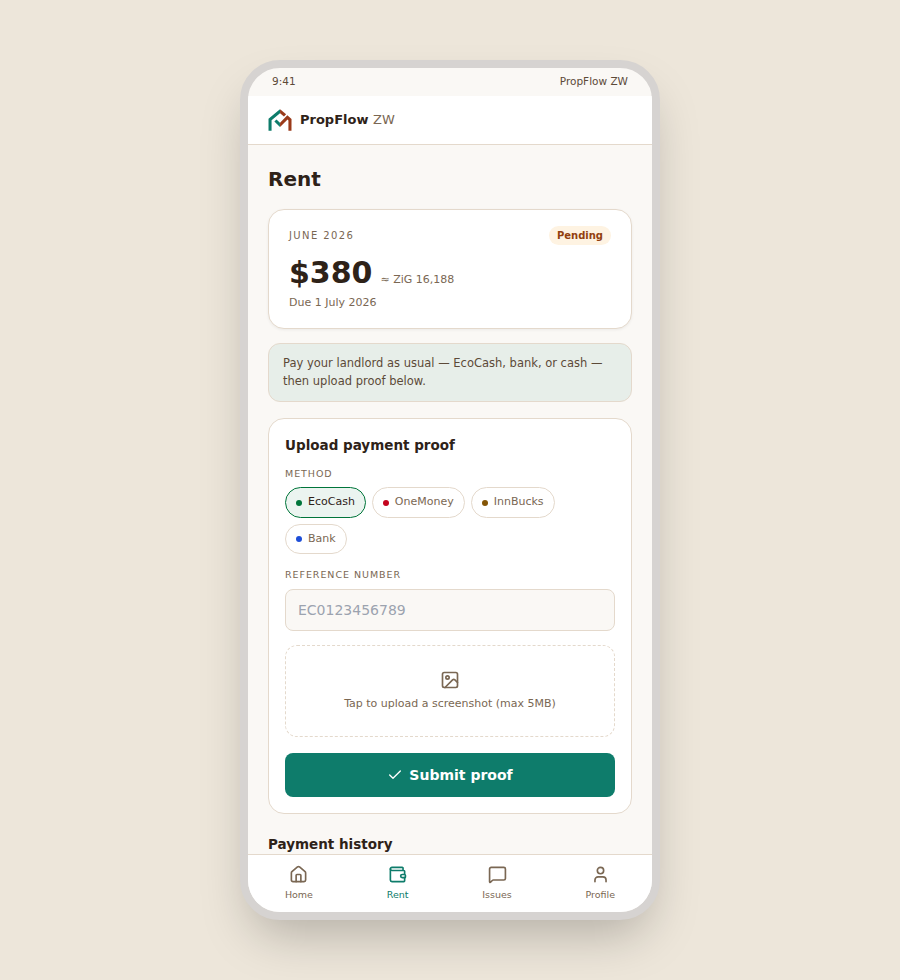 9:41 PropFlow ZW
PropFlow ZW
Rent
JUNE 2026 Pending
$380 ≈ ZiG 16,188
Due 1 July 2026
Pay your landlord as usual — EcoCash, bank, or cash —
then upload proof below.
Upload payment proof
METHOD
EcoCash OneMoney InnBucks
Bank
REFERENCE NUMBER
EC0123456789
Tap to upload a screenshot (max 5MB)
Submit proof
Payment history
Home Rent Issues Profile